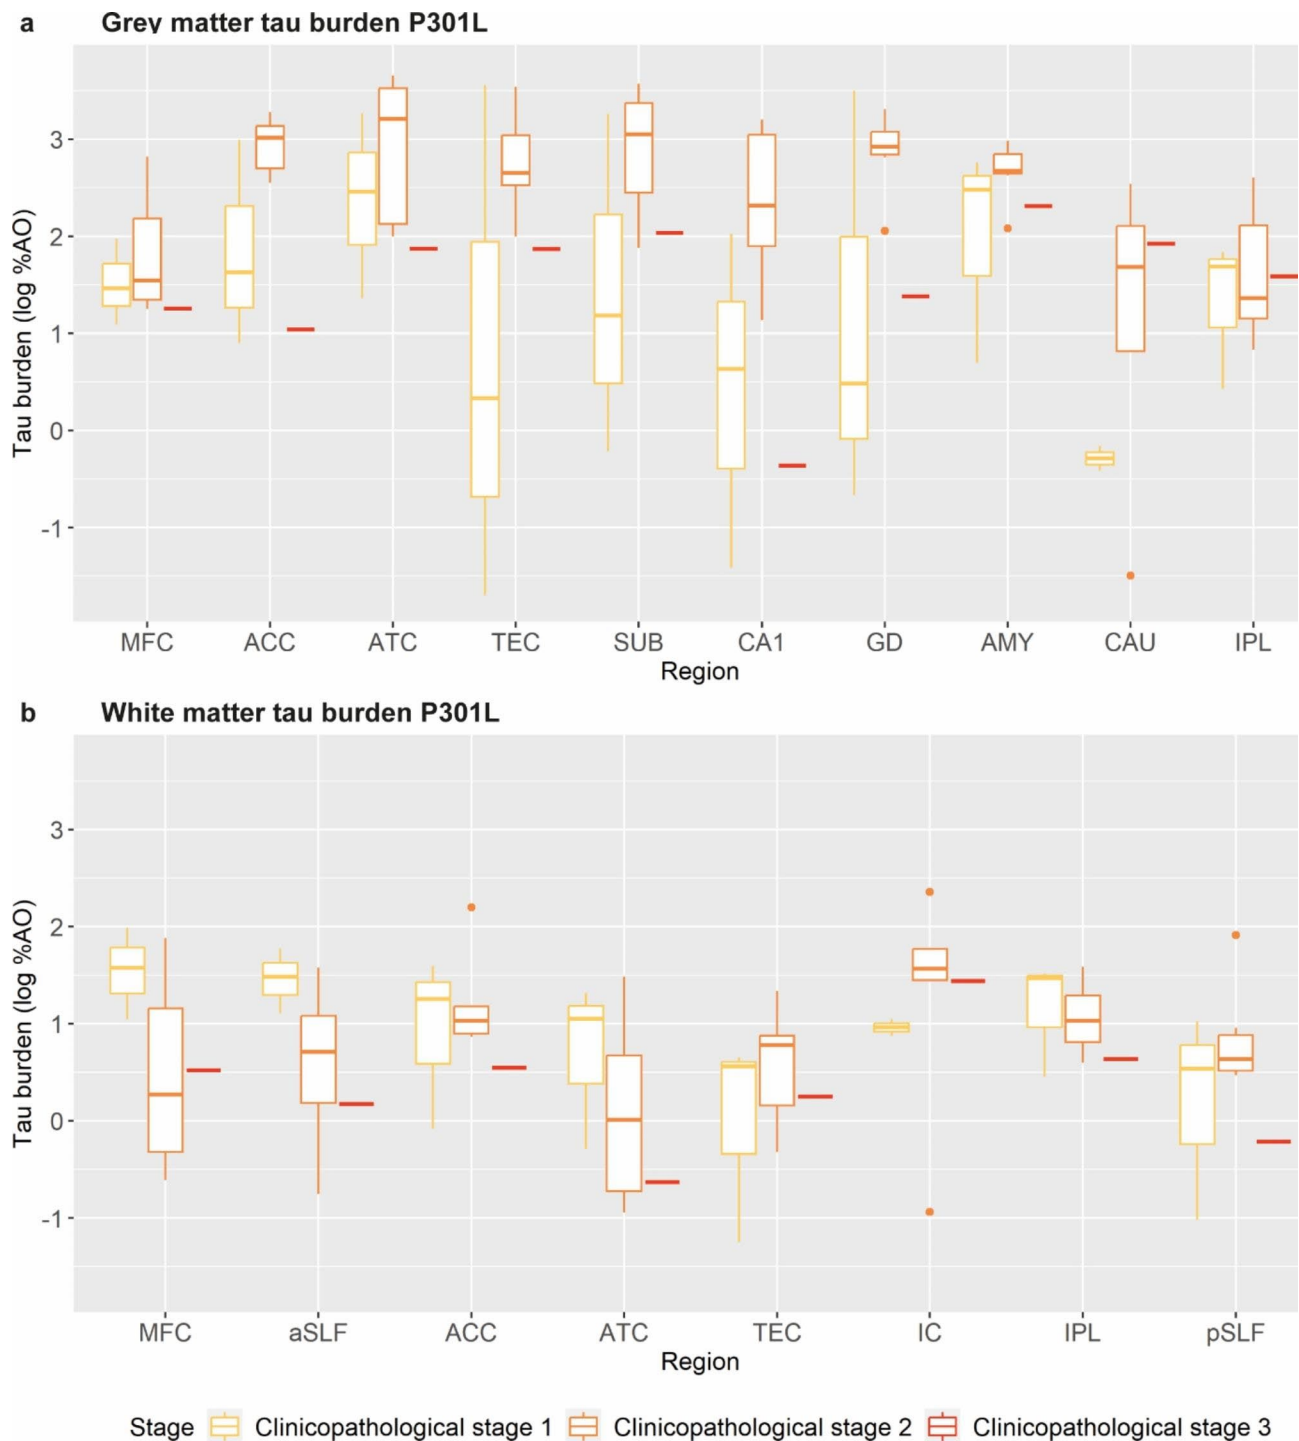 a Grey matter tau burden P301L
Tau burden (log %AO)
3
2
1
0
-1
MFC ACC ATC TEC SUB CA1 GD AMY CAU IPL
Region
b White matter tau burden P301L
Tau burden (log %AO)
3
2
1
0
-1
MFC aSLF ACC ATC TEC IC IPL pSLF
Region
Stage Clinicopathological stage 1 Clinicopathological stage 2 Clinicopathological stage 3